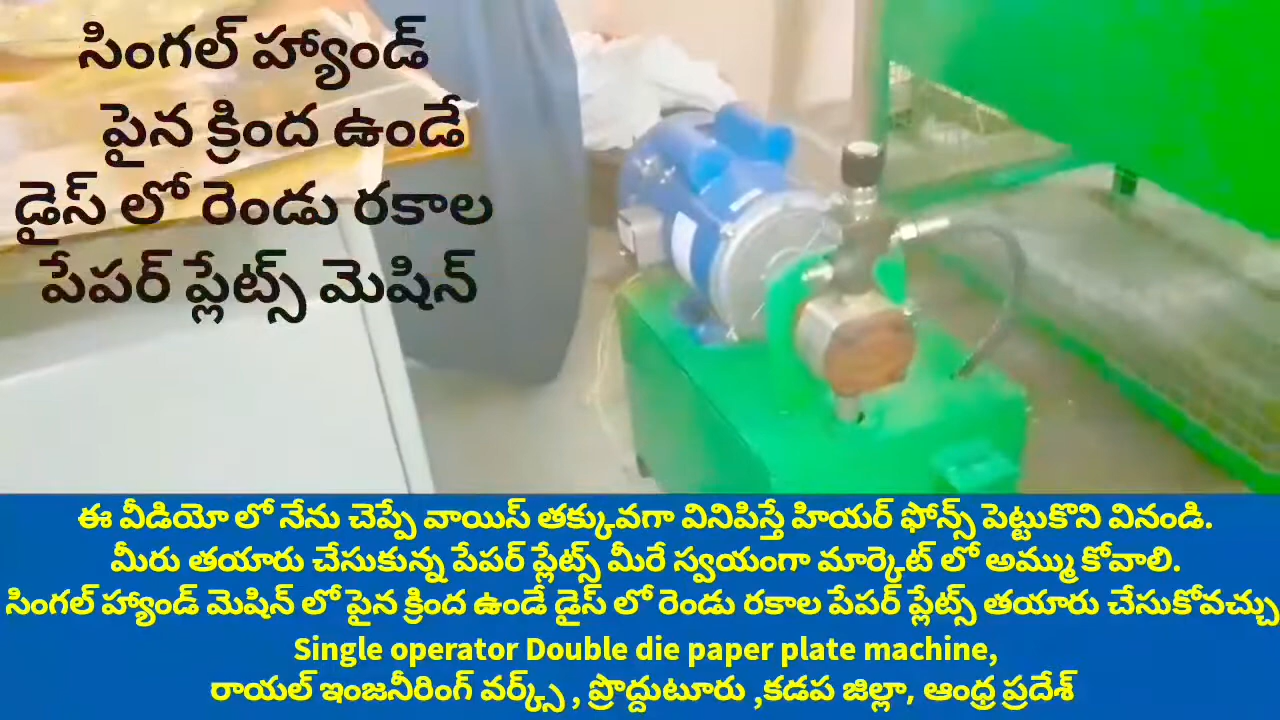 సింగల్ హ్యాండ్
పైన క్రింద ఉండే
డైస్ లో రెండు రకాల
పేపర్ ప్లేట్స్ మెషిన్
ఈ వీడియో లో నేను చెప్పే వాయిస్ తక్కువగా వినిపిస్తే హియర్ ఫోన్స్ పెట్టుకొని వినండి.
మీరు తయారు చేసుకున్న పేపర్ ప్లేట్స్ మీరే స్వయంగా మార్కెట్ లో అమ్ము కోవాలి.
సింగల్ హ్యాండ్ మెషిన్ లో పైన క్రింద ఉండే డైస్ లో రెండు రకాల పేపర్ ప్లేట్స్ తయారు చేసుకోవచ్చు
Single operator Double die paper plate machine,
రాయల్ ఇంజనీరింగ్ వర్క్స్ , ప్రొద్దుటూరు ,కడప జిల్లా, ఆంధ్ర ప్రదేశ్